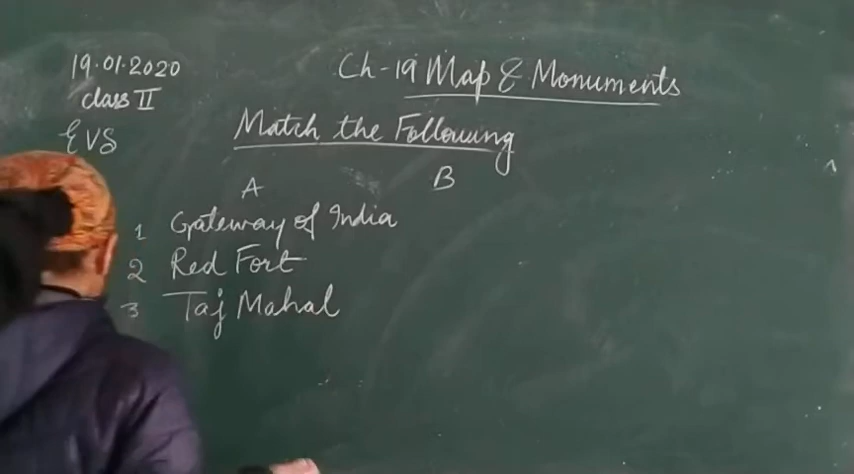 19.01.2020
Ch-19 Map & Monuments
Class II
EVS
Match the Following
A B
1 Gateway of India
2 Red Fort
3 Taj Mahal